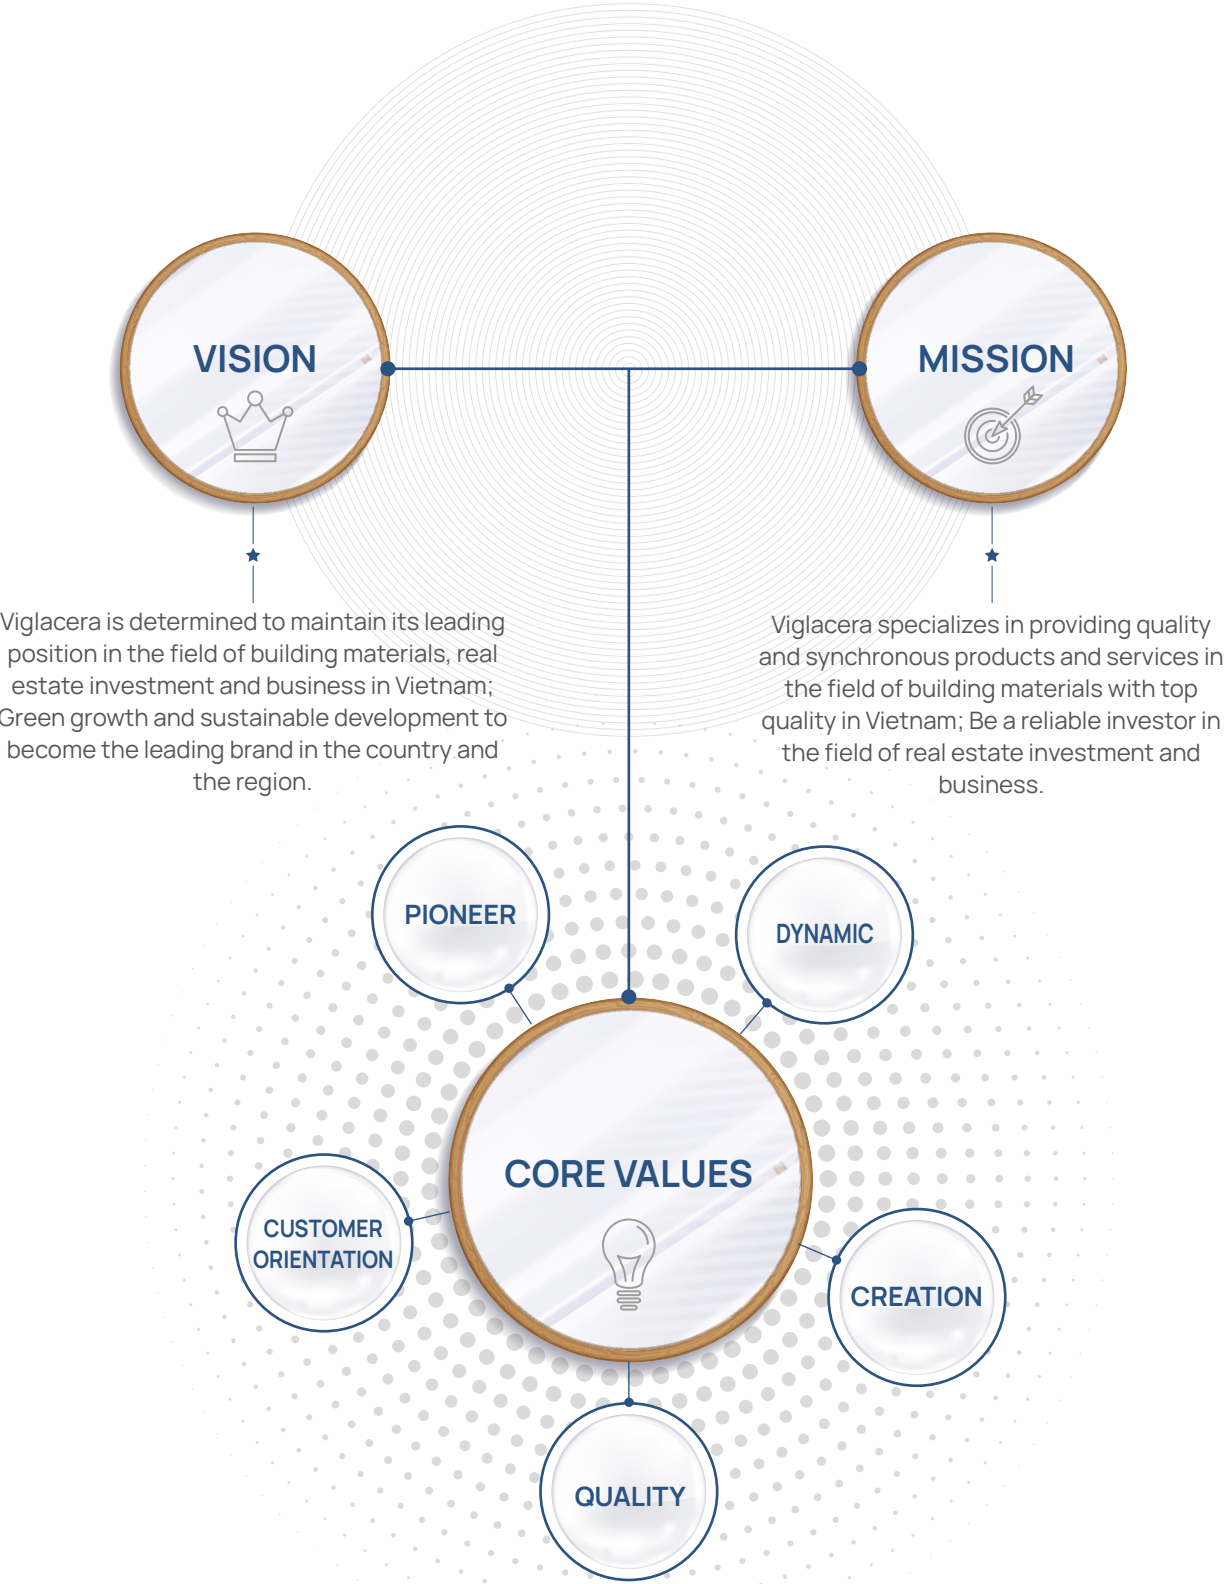 VISION
MISSION
Viglacera is determined to maintain its leading
position in the field of building materials, real
estate investment and business in Vietnam;
Green growth and sustainable development to
become the leading brand in the country and
the region.
Viglacera specializes in providing quality
and synchronous products and services in
the field of building materials with top
quality in Vietnam; Be a reliable investor in
the field of real estate investment and
business.
PIONEER
DYNAMIC
CORE VALUES
CUSTOMER
ORIENTATION
CREATION
QUALITY